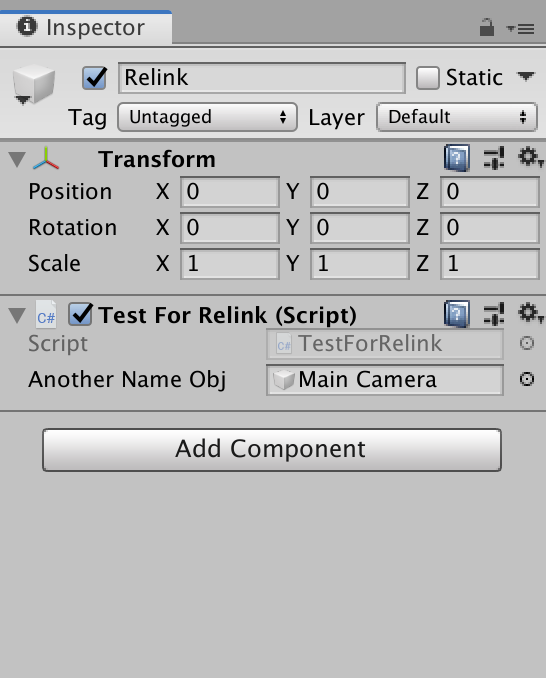 Inspector
Relink Static
Tag Untagged Layer Default
Transform
Position X 0 Y 0 Z 0
Rotation X 0 Y 0 Z 0
Scale X 1 Y 1 Z 1
C# Test For Relink (Script)
Script C# TestForRelink
Another Name Obj Main Camera
Add Component